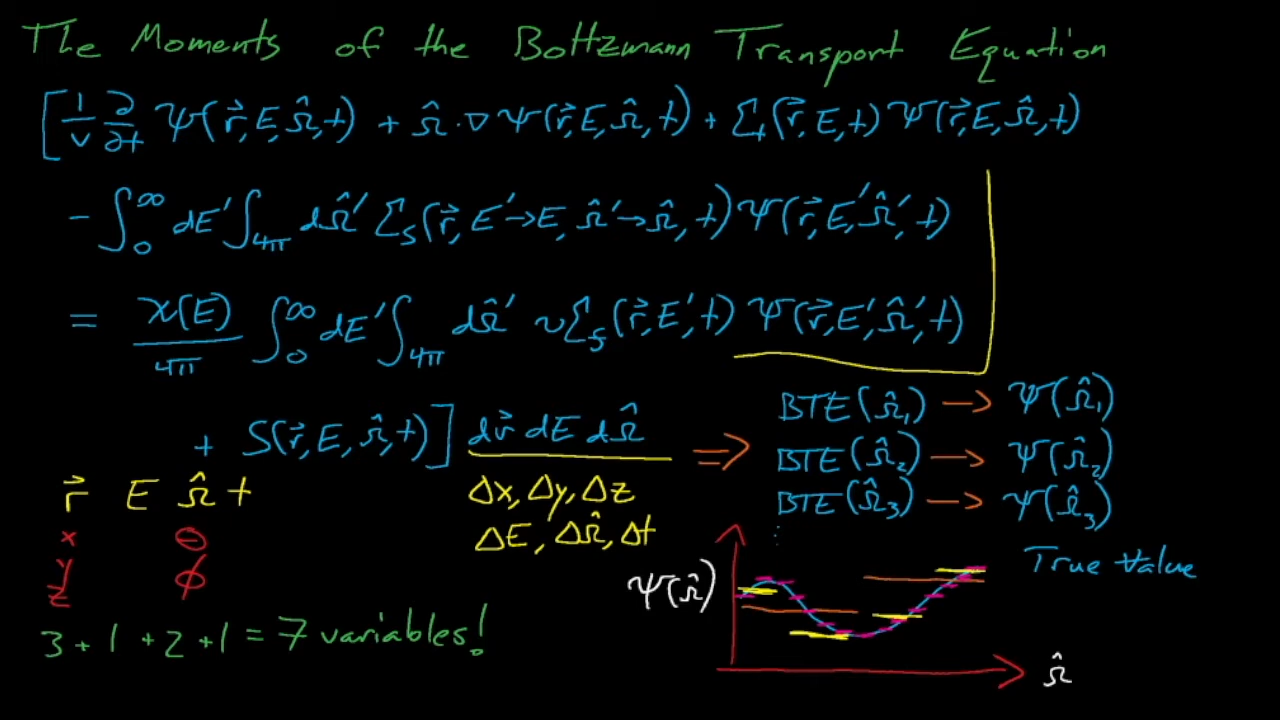 The Moments of the Boltzmann Transport Equation
[1/v ∂/∂t Ψ(r⃗,E,Ω̂,t) + Ω̂·∇Ψ(r⃗,E,Ω̂,t) + Σt(r⃗,E,t)Ψ(r⃗,E,Ω̂,t)
- ∫₀^∞ dE' ∫4π dΩ̂' Σs(r⃗,E'→E,Ω̂'→Ω̂,t)Ψ(r⃗,E',Ω̂',t)
= χ(E)/4π ∫₀^∞ dE' ∫4π dΩ̂' νΣf(r⃗,E',t)Ψ(r⃗,E',Ω̂',t)
+ S(r⃗,E,Ω̂,t)] dr⃗ dE dΩ̂ ⇒
BTE(Ω̂1) → Ψ(Ω̂1)
BTE(Ω̂2) → Ψ(Ω̂2)
BTE(Ω̂3) → Ψ(Ω̂3)
⋮
r⃗ E Ω̂ t
x θ
y φ
z
3 + 1 + 2 + 1 = 7 variables!
Δx, Δy, Δz
ΔE, ΔΩ̂, Δt
True Value
Ψ(Ω̂)
Ω̂